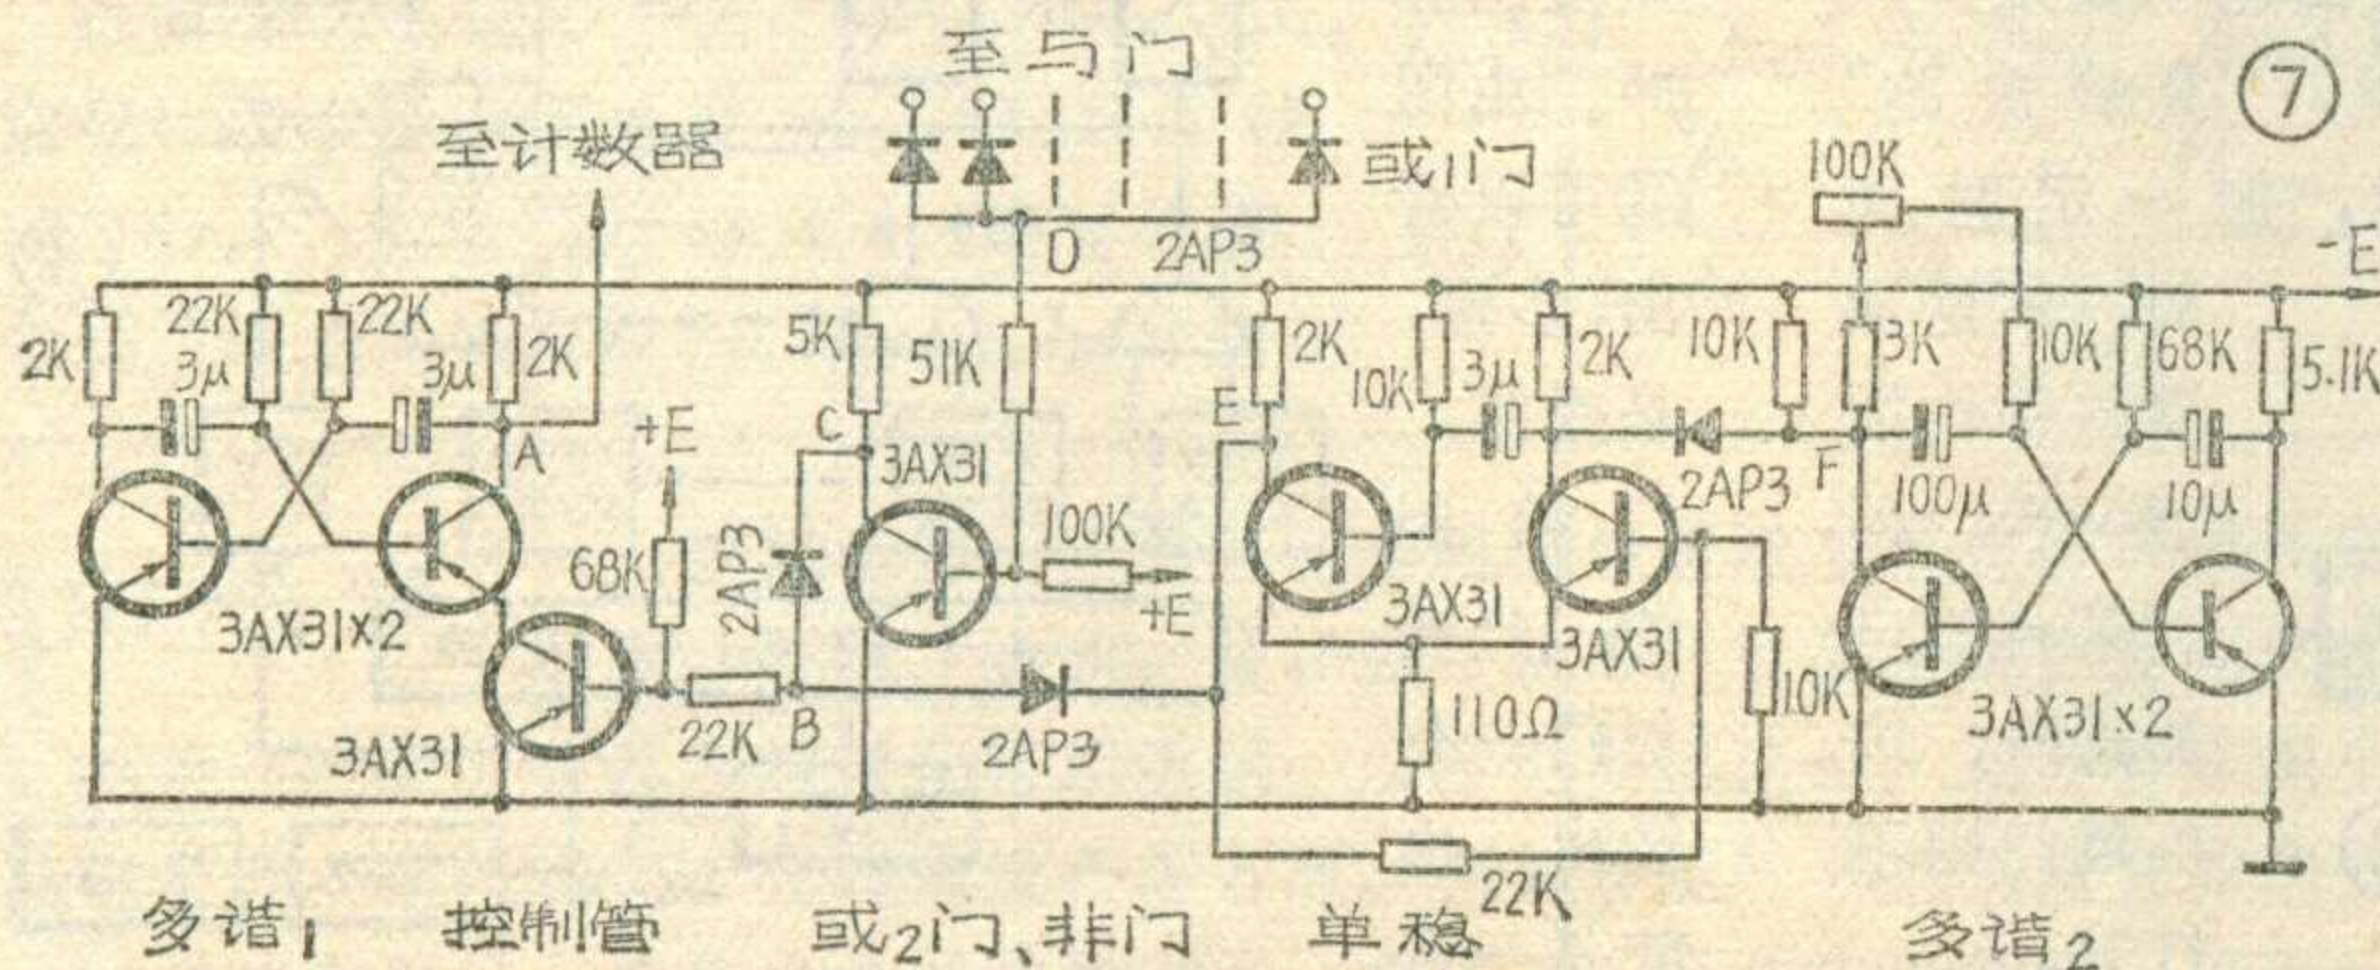 至与门
⑦
至计数器
或1门
100K
D
2AP3
-E
2K
22K
22K
2K
3μ
3μ
A
+E
5K
51K
C
3AX31
2K
10K
3μ
2K
10K
3K
10K
68K
5.1K
E
2AP3
F
100μ
10μ
68K
2AP3
100K
+E
3AX31×2
3AX31
3AX31
10K
3AX31×2
3AX31
22K
B
2AP3
110Ω
22K
多谐1 控制管 或2门、非门 单稳 多谐2